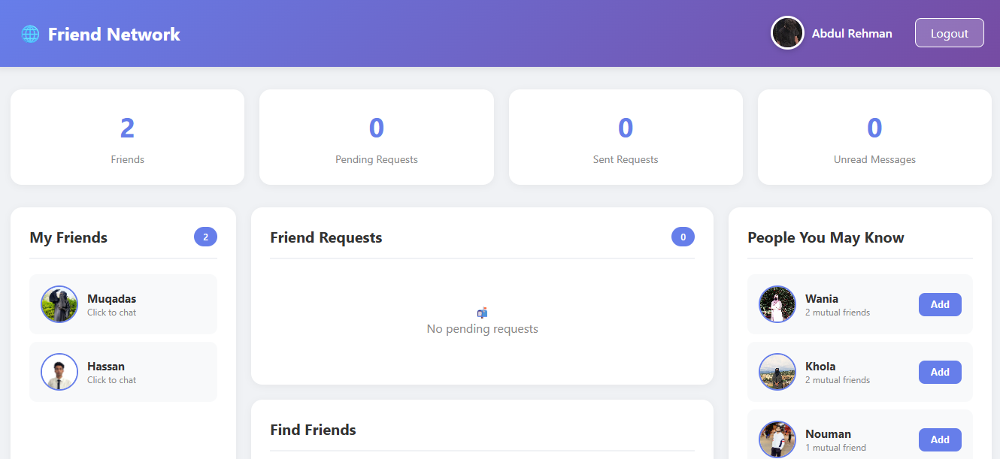 Friend Network
Abdul Rehman
Logout
2
Friends
0
Pending Requests
0
Sent Requests
0
Unread Messages
My Friends
2
Muqadas
Click to chat
Hassan
Click to chat
Friend Requests
0
No pending requests
Find Friends
People You May Know
Wania
2 mutual friends
Add
Khola
2 mutual friends
Add
Nouman
1 mutual friend
Add